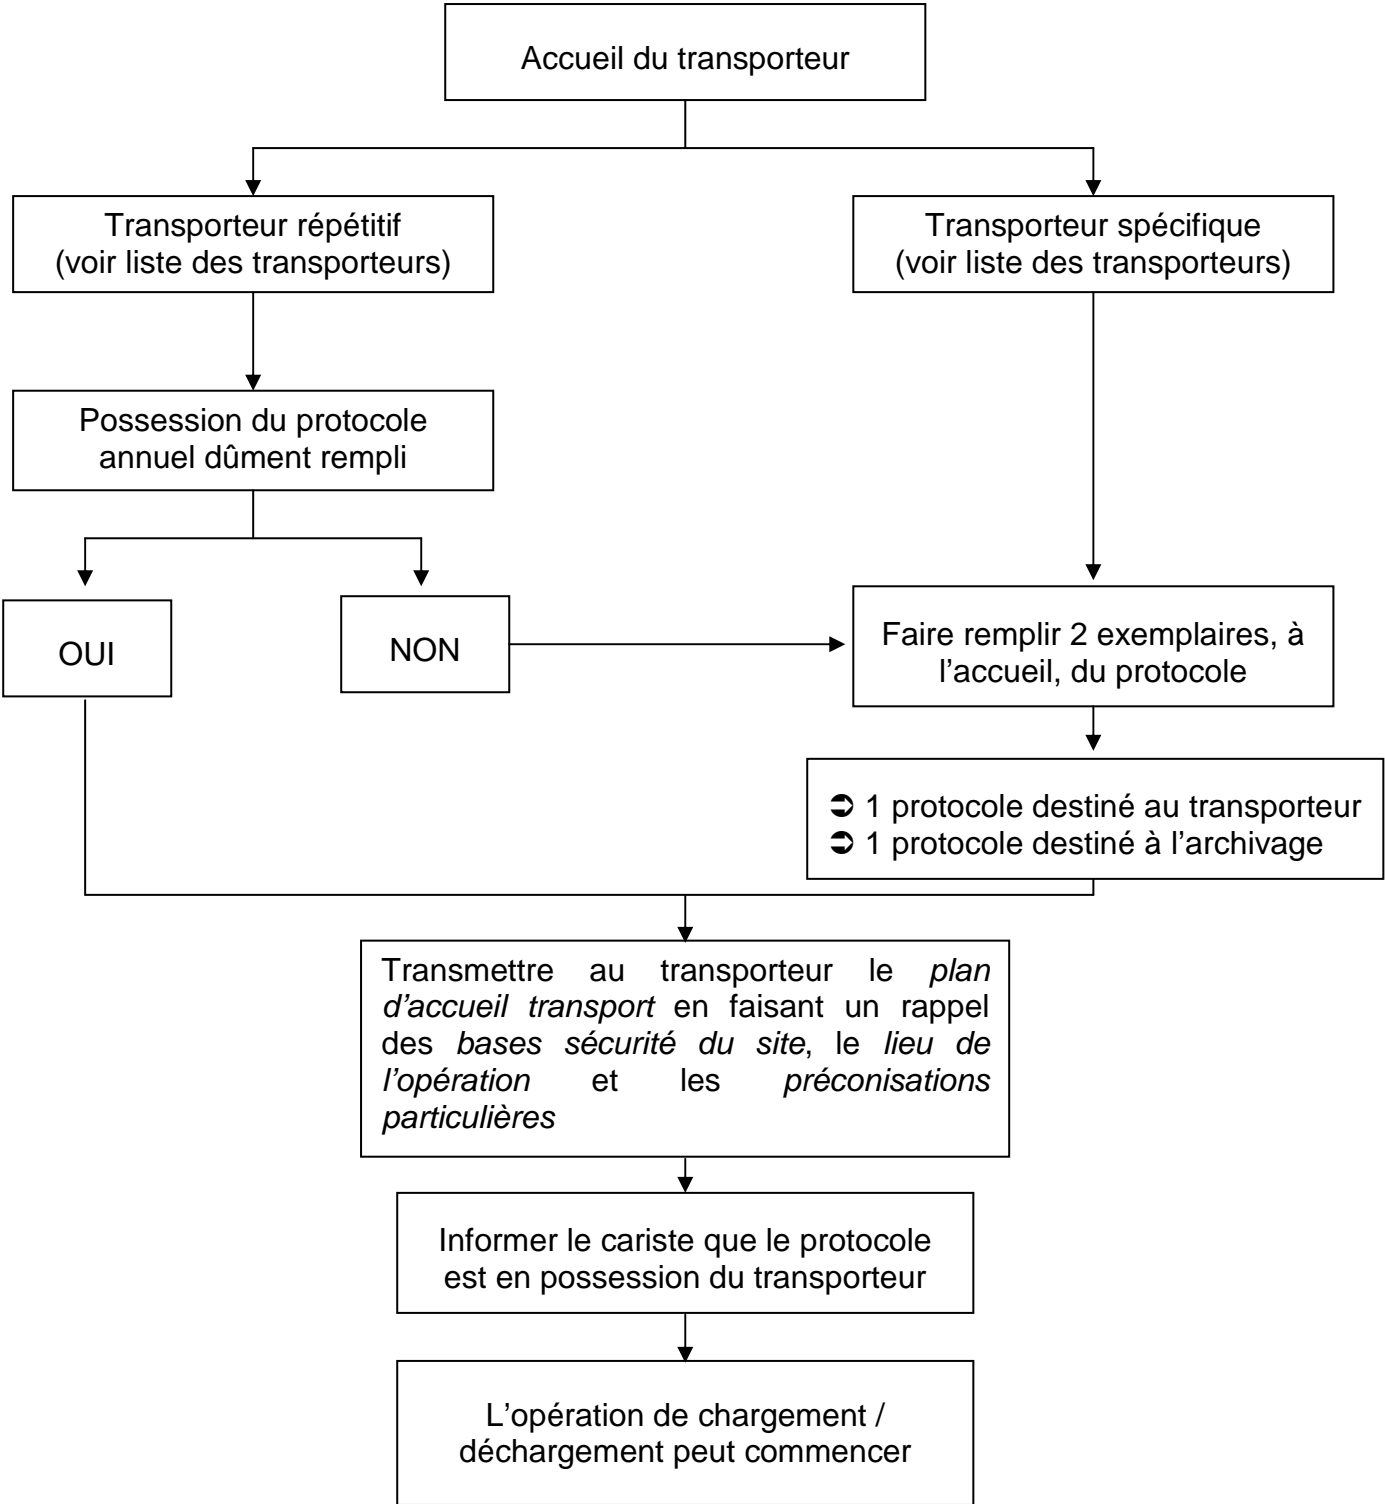 Accueil du transporteur
Transporteur répétitif
(voir liste des transporteurs)
Transporteur spécifique
(voir liste des transporteurs)
Possession du protocole
annuel dûment rempli
OUI
NON
Faire remplir 2 exemplaires, à
l’accueil, du protocole
➲ 1 protocole destiné au transporteur
➲ 1 protocole destiné à l’archivage
Transmettre au transporteur le plan
d’accueil transport en faisant un rappel
des bases sécurité du site, le lieu de
l’opération et les préconisations
particulières
Informer le cariste que le protocole
est en possession du transporteur
L’opération de chargement /
déchargement peut commencer